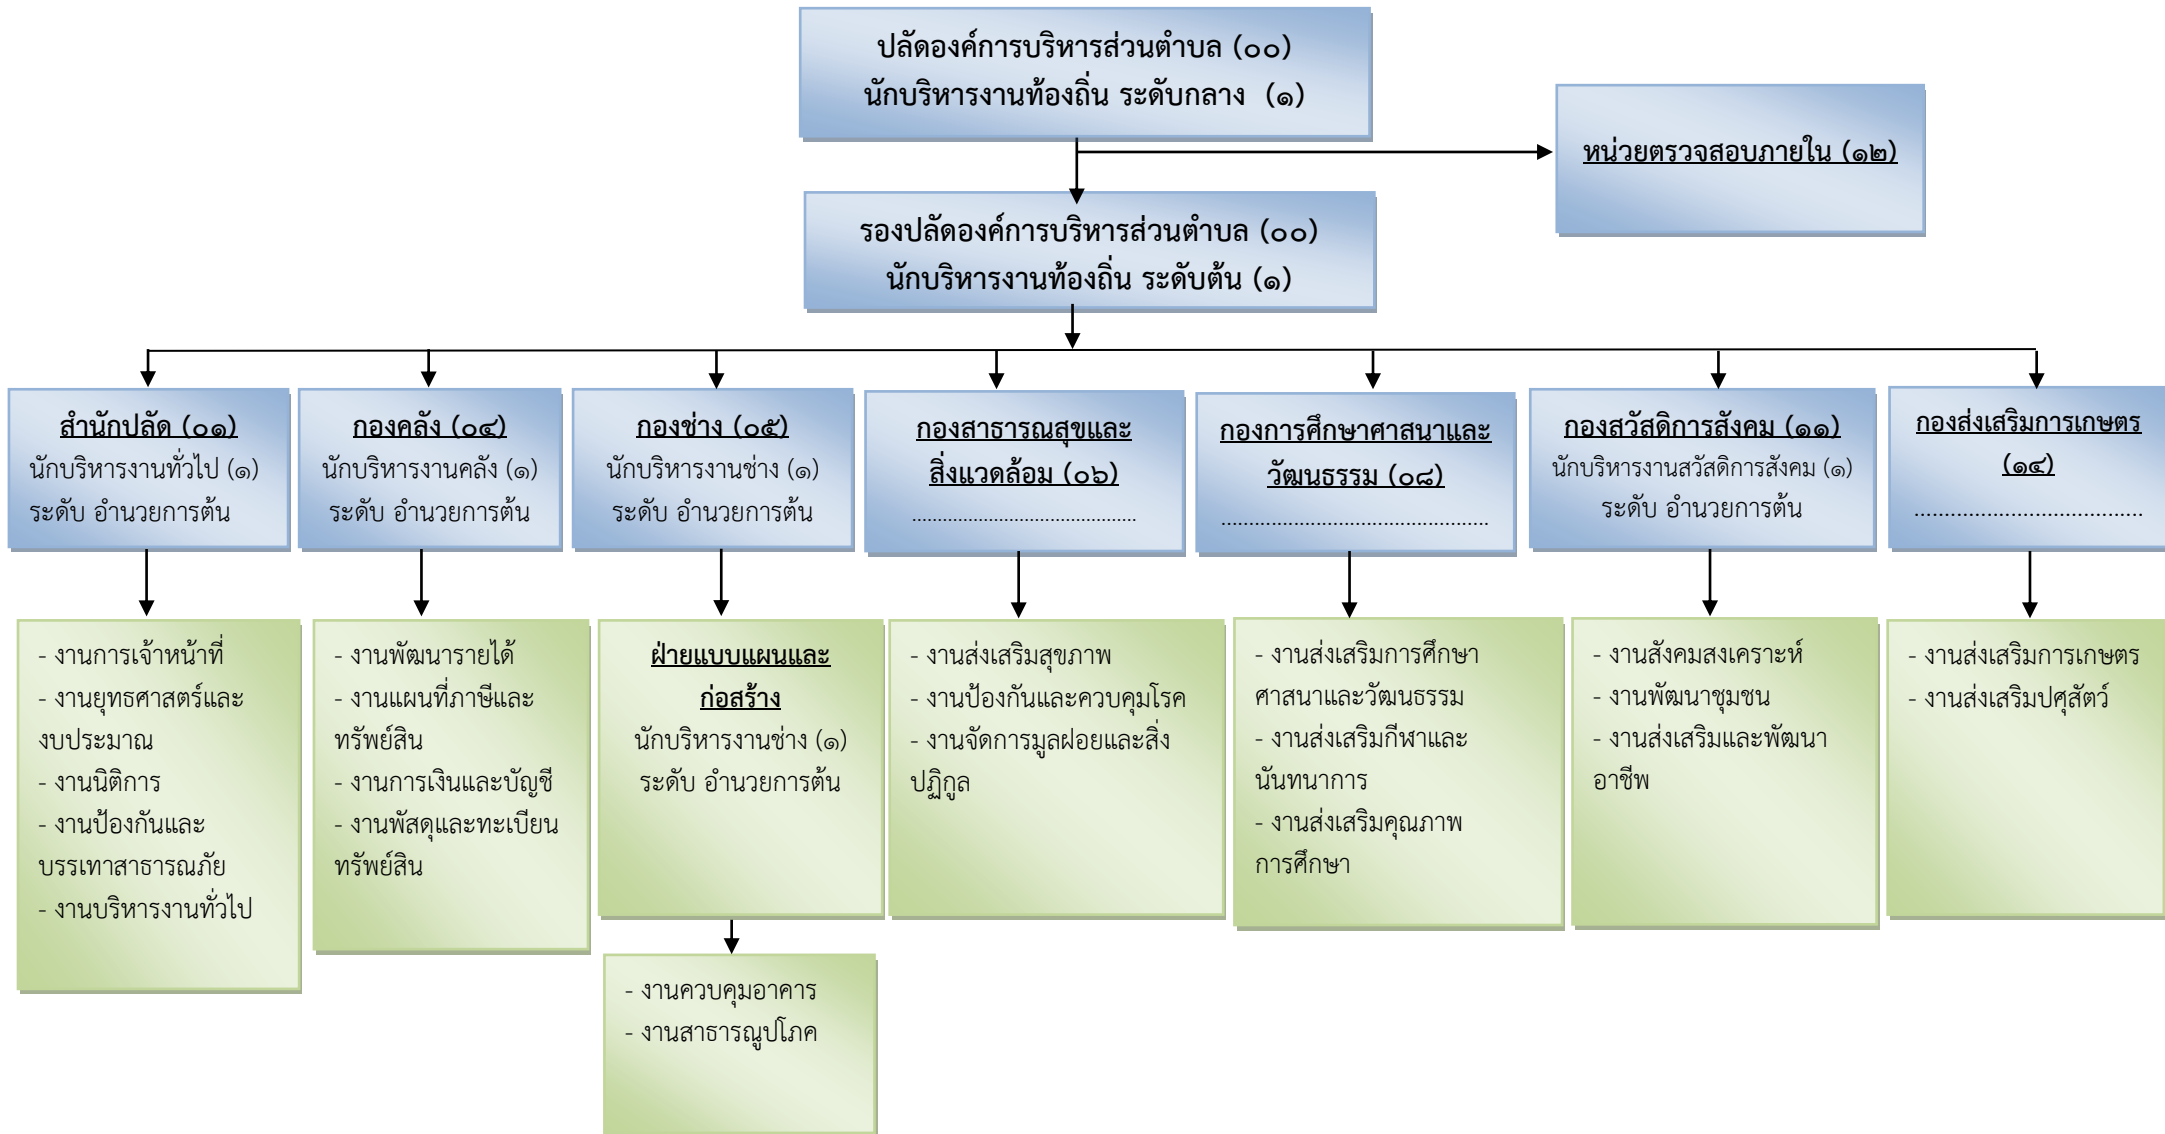 ปลัดองค์การบริหารส่วนตำบล (๐๐)
นักบริหารงานท้องถิ่น ระดับกลาง (๑)
หน่วยตรวจสอบภายใน (๑๒)
รองปลัดองค์การบริหารส่วนตำบล (๐๐)
นักบริหารงานท้องถิ่น ระดับต้น (๑)
สำนักปลัด (๐๑)
นักบริหารงานทั่วไป (๑)
ระดับ อำนวยการต้น
กองคลัง (๐๔)
นักบริหารงานคลัง (๑)
ระดับ อำนวยการต้น
กองช่าง (๐๕)
นักบริหารงานช่าง (๑)
ระดับ อำนวยการต้น
กองสาธารณสุขและ
สิ่งแวดล้อม (๐๖)
............................................
กองการศึกษาศาสนาและ
วัฒนธรรม (๐๘)
................................................
กองสวัสดิการสังคม (๑๑)
นักบริหารงานสวัสดิการสังคม (๑)
ระดับ อำนวยการต้น
กองส่งเสริมการเกษตร
(๑๔)
.....................................
- งานการเจ้าหน้าที่
- งานยุทธศาสตร์และ
งบประมาณ
- งานนิติการ
- งานป้องกันและ
บรรเทาสาธารณภัย
- งานบริหารงานทั่วไป
- งานพัฒนารายได้
- งานแผนที่ภาษีและ
ทรัพย์สิน
- งานการเงินและบัญชี
- งานพัสดุและทะเบียน
ทรัพย์สิน
ฝ่ายแบบแผนและ
ก่อสร้าง
นักบริหารงานช่าง (๑)
ระดับ อำนวยการต้น
- งานควบคุมอาคาร
- งานสาธารณูปโภค
- งานส่งเสริมสุขภาพ
- งานป้องกันและควบคุมโรค
- งานจัดการมูลฝอยและสิ่ง
ปฏิกูล
- งานส่งเสริมการศึกษา
ศาสนาและวัฒนธรรม
- งานส่งเสริมกีฬาและ
นันทนาการ
- งานส่งเสริมคุณภาพ
การศึกษา
- งานสังคมสงเคราะห์
- งานพัฒนาชุมชน
- งานส่งเสริมและพัฒนา
อาชีพ
- งานส่งเสริมการเกษตร
- งานส่งเสริมปศุสัตว์